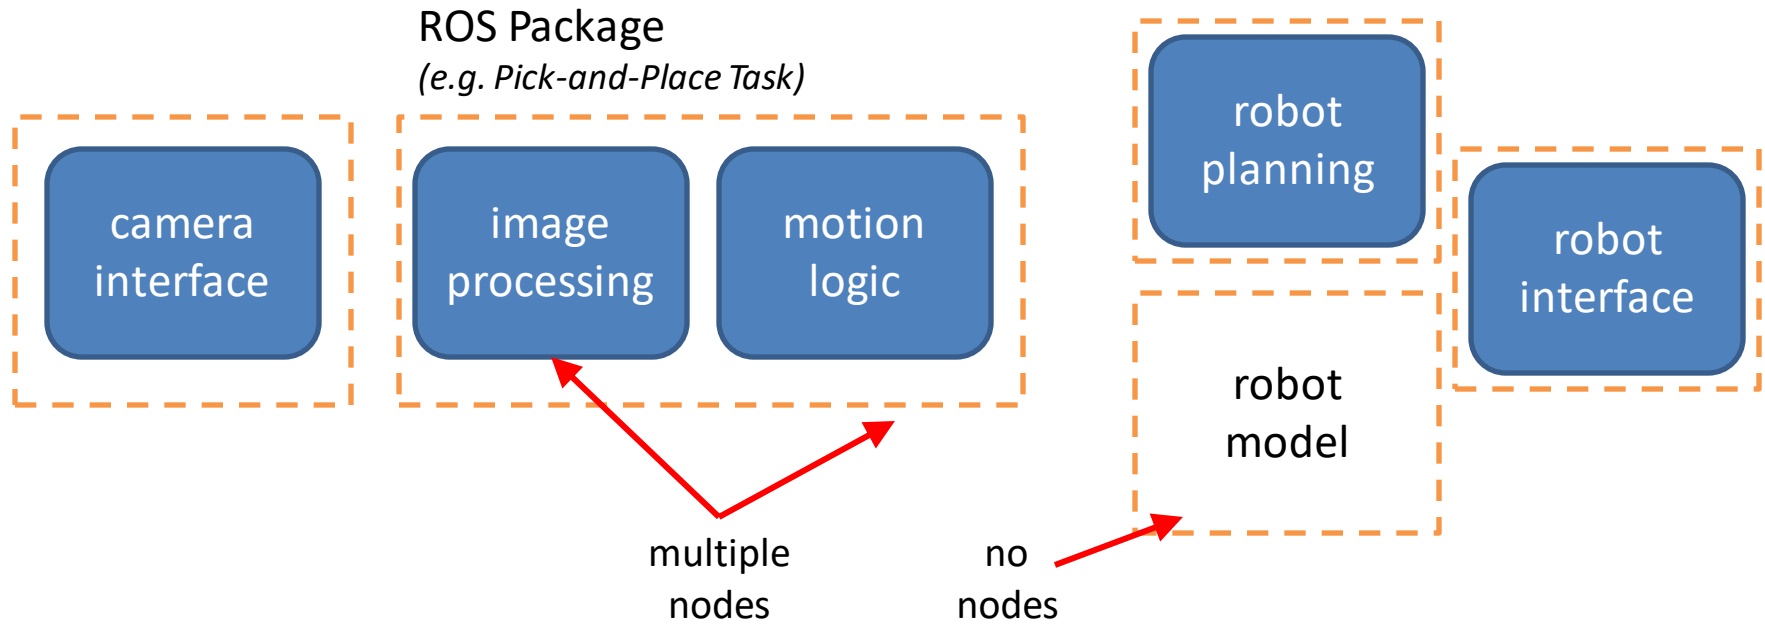 ROS Package
(e.g. Pick-and-Place Task)
camera
interface
image
processing
motion
logic
robot
planning
robot
interface
robot
model
multiple
nodes
no
nodes